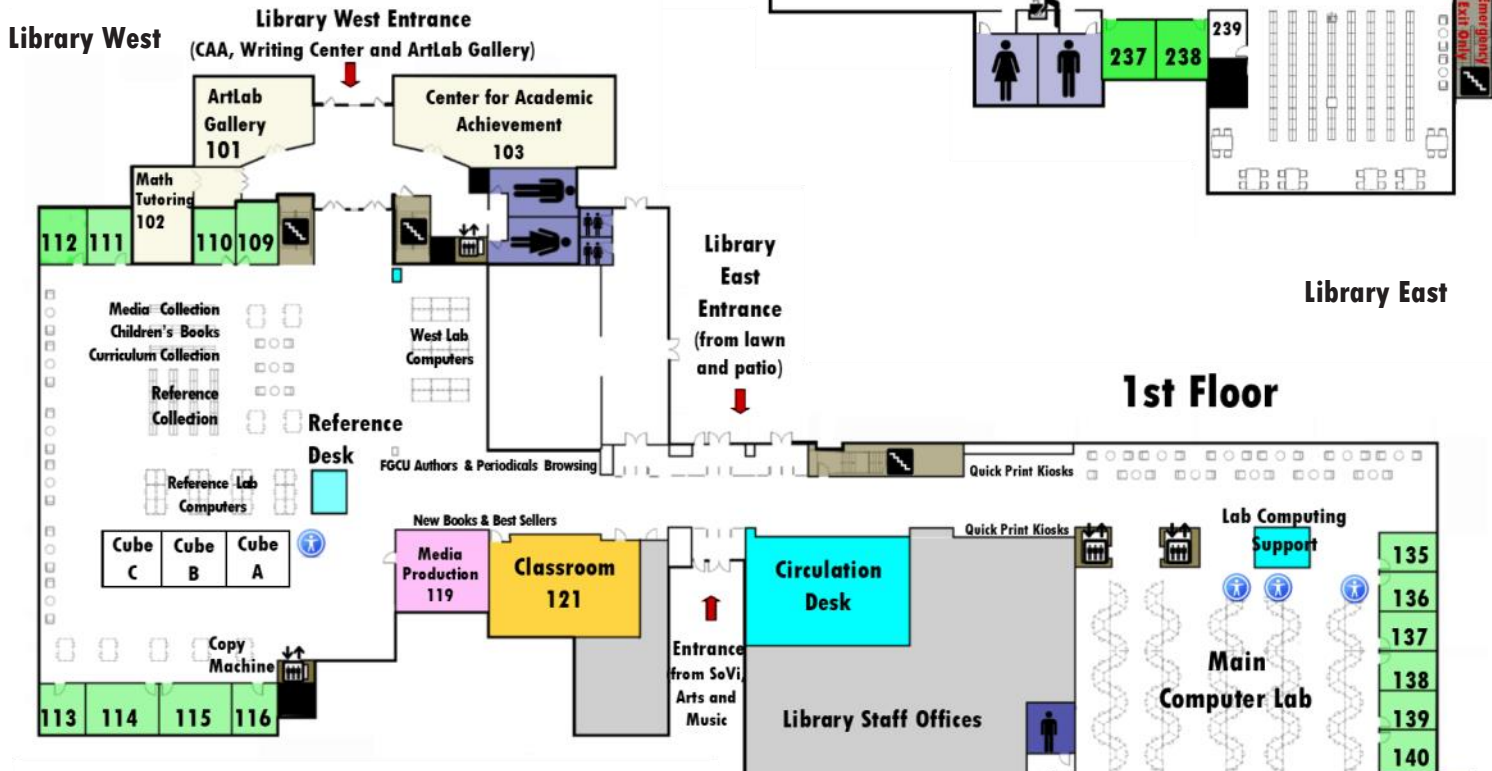 Library West
Library West Entrance
(CAA, Writing Center and ArtLab Gallery)
237
238
239
Emergency
Exit Only
ArtLab
Gallery
101
Center for Academic
Achievement
103
Math
Tutoring
102
112
111
110
109
Library
East
Entrance
(from lawn
and patio)
Library East
Media Collection
Children's Books
Curriculum Collection
Reference
Collection
West Lab
Computers
1st Floor
Reference
Desk
FGCU Authors & Periodicals Browsing
Quick Print Kiosks
Reference Lab
Computers
New Books & Best Sellers
Quick Print Kiosks
Lab Computing
Support
Cube
C
Cube
B
Cube
A
Media
Production
119
Classroom
121
Circulation
Desk
135
136
137
138
139
140
Copy
Machine
Entrance
from SoVi,
Arts and
Music
Main
Computer Lab
113
114
115
116
Library Staff Offices